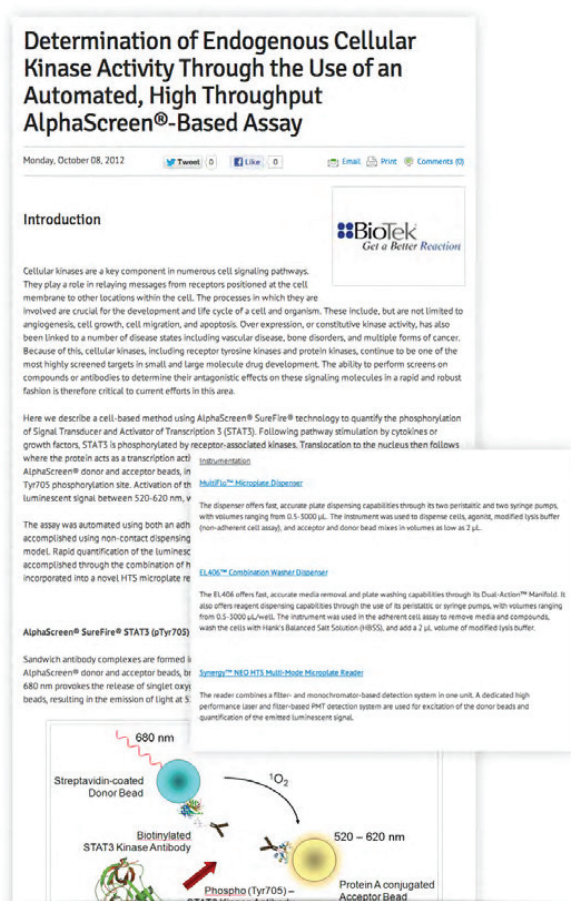 Determination of Endogenous Cellular
Kinase Activity Through the Use of an
Automated, High Throughput
AlphaScreen®-Based Assay
Monday, October 08, 2012
Tweet 0
Like 0
Email Print Comments (0)
Introduction
BioTek®
Get a Better Reaction
Cellular kinases are a key component in numerous cell signaling pathways.
They play a role in relaying messages from receptors positioned at the cell
membrane to other locations within the cell. The processes in which they are
involved are crucial for the development and life cycle of a cell and organism. These include, but are not limited to
angiogenesis, cell growth, cell migration, and apoptosis. Over expression, or constitutive kinase activity, has also
been linked to a number of disease states including vascular disease, bone disorders, and multiple forms of cancer.
Because of this, cellular kinases, including receptor tyrosine kinases and protein kinases, continue to be one of the
most highly screened targets in small and large molecule drug development. The ability to perform screens on
compounds or antibodies to determine their antagonistic effects on these signaling molecules in a rapid and robust
fashion is therefore critical to current efforts in this area.
Here we describe a cell-based method using AlphaScreen® SureFire® technology to quantify the phosphorylation
of Signal Transducer and Activator of Transcription 3 (STAT3). Following pathway stimulation by cytokines or
growth factors, STAT3 is phosphorylated by receptor-associated kinases. Translocation to the nucleus then follows
where the protein acts as a transcription acti
AlphaScreen® donor and acceptor beads, in
Tyr705 phosphorylation site. Activation of th
luminescent signal between 520-620 nm, w
The assay was automated using both an adh
accomplished using non-contact dispensing
model. Rapid quantification of the luminesc
accomplished through the combination of h
incorporated into a novel HTS microplate re
AlphaScreen® SureFire® STAT3 (pTyr705)
Sandwich antibody complexes are formed i
AlphaScreen® donor and acceptor beads, br
680 nm provokes the release of singlet oxyg
beads, resulting in the emission of light at 5
Instrumentation
MultiFlo™ Microplate Dispenser
The dispenser offers fast, accurate plate dispensing capabilities through its two peristaltic and two syringe pumps,
with volumes ranging from 0.5-3000 µL. The instrument was used to dispense cells, agonist, modified lysis buffer
(non-adherent cell assay), and acceptor and donor bead mixes in volumes as low as 2 µL.
EL406™ Combination Washer Dispenser
The EL406 offers fast, accurate media removal and plate washing capabilities through its Dual-Action™ Manifold. It
also offers reagent dispensing capabilities through the use of its peristaltic or syringe pumps, with volumes ranging
from 0.5-3000 µL/well. The instrument was used in the adherent cell assay to remove media and compounds,
wash the cells with Hank's Balanced Salt Solution (HBSS), and add a 2 µL volume of modified lysis buffer.
Synergy™ NEO HTS Multi-Mode Microplate Reader
The reader combines a filter- and monochromator-based detection system in one unit. A dedicated high
performance laser and filter-based PMT detection system are used for excitation of the donor beads and
quantification of the emitted luminescent signal.
680 nm
¹O₂
Streptavidin-coated
Donor Bead
Biotinylated
STAT3 Kinase Antibody
520 – 620 nm
Phospho (Tyr705) –
STAT3 Kinase Antibody
Protein A conjugated
Acceptor Bead